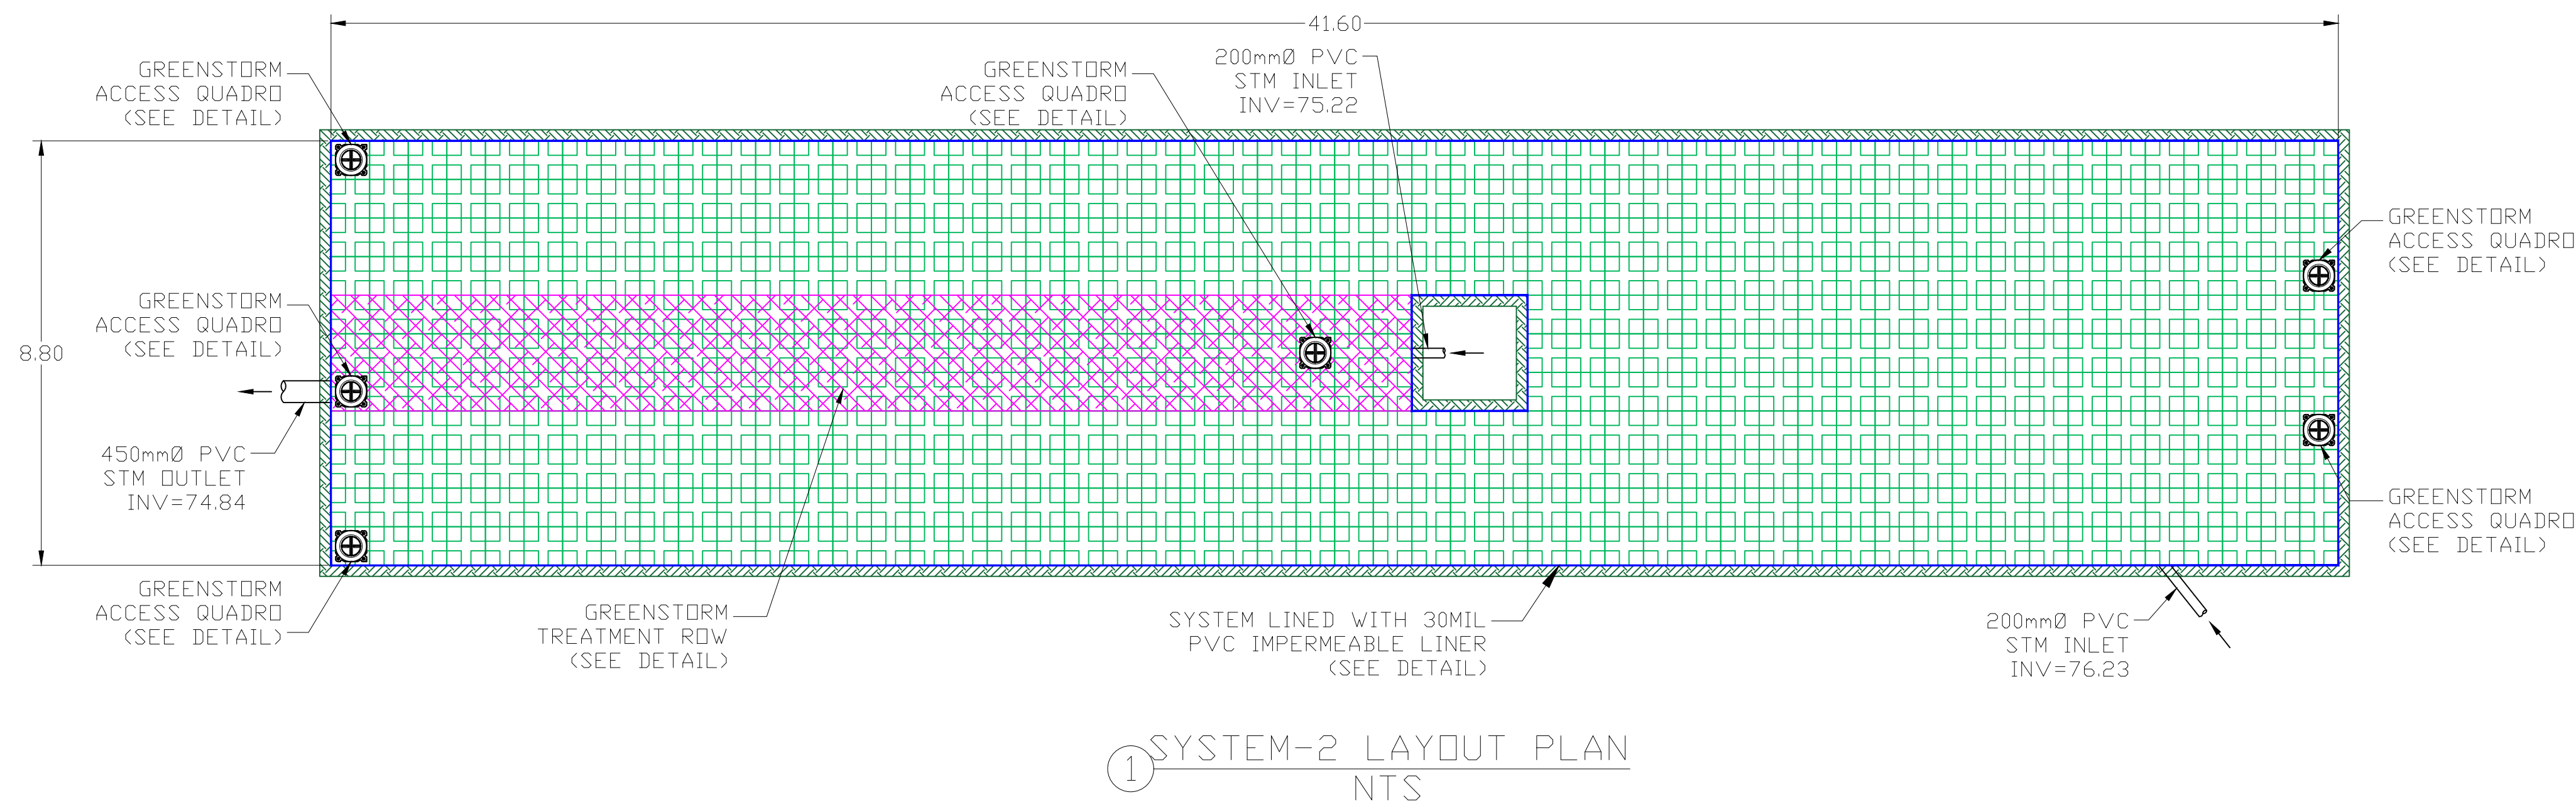 41.60
GREENSTORM
ACCESS QUADRO
(SEE DETAIL)
GREENSTORM
ACCESS QUADRO
(SEE DETAIL)
200mmØ PVC
STM INLET
INV=75.22
GREENSTORM
ACCESS QUADRO
(SEE DETAIL)
GREENSTORM
ACCESS QUADRO
(SEE DETAIL)
8.80
450mmØ PVC
STM OUTLET
INV=74.84
GREENSTORM
ACCESS QUADRO
(SEE DETAIL)
GREENSTORM
ACCESS QUADRO
(SEE DETAIL)
GREENSTORM
TREATMENT ROW
(SEE DETAIL)
SYSTEM LINED WITH 30MIL
PVC IMPERMEABLE LINER
(SEE DETAIL)
200mmØ PVC
STM INLET
INV=76.23
1
SYSTEM-2 LAYOUT PLAN
NTS